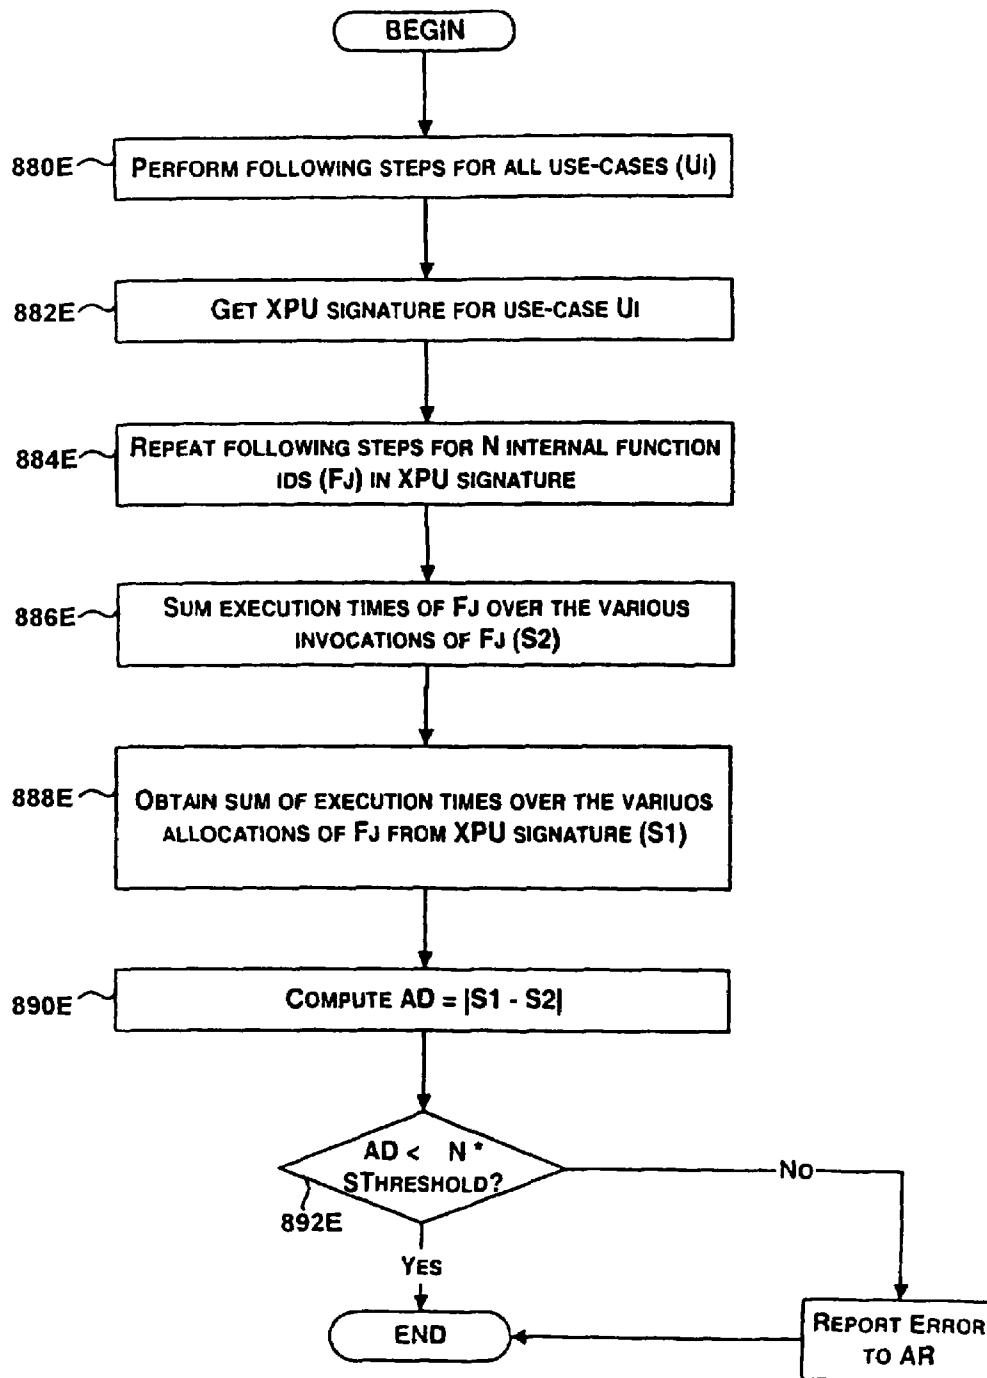 BEGIN
880E
PERFORM FOLLOWING STEPS FOR ALL USE-CASES (UI)
882E
GET XPU SIGNATURE FOR USE-CASE UI
884E
REPEAT FOLLOWING STEPS FOR N INTERNAL FUNCTION
IDS (FJ) IN XPU SIGNATURE
886E
SUM EXECUTION TIMES OF FJ OVER THE VARIOUS
INVOCATIONS OF FJ (S2)
888E
OBTAIN SUM OF EXECUTION TIMES OVER THE VARIUOS
ALLOCATIONS OF FJ FROM XPU SIGNATURE (S1)
890E
COMPUTE AD = |S1 - S2|
AD < N *
STHRESHOLD?
892E
NO
YES
END
REPORT ERROR
TO AR